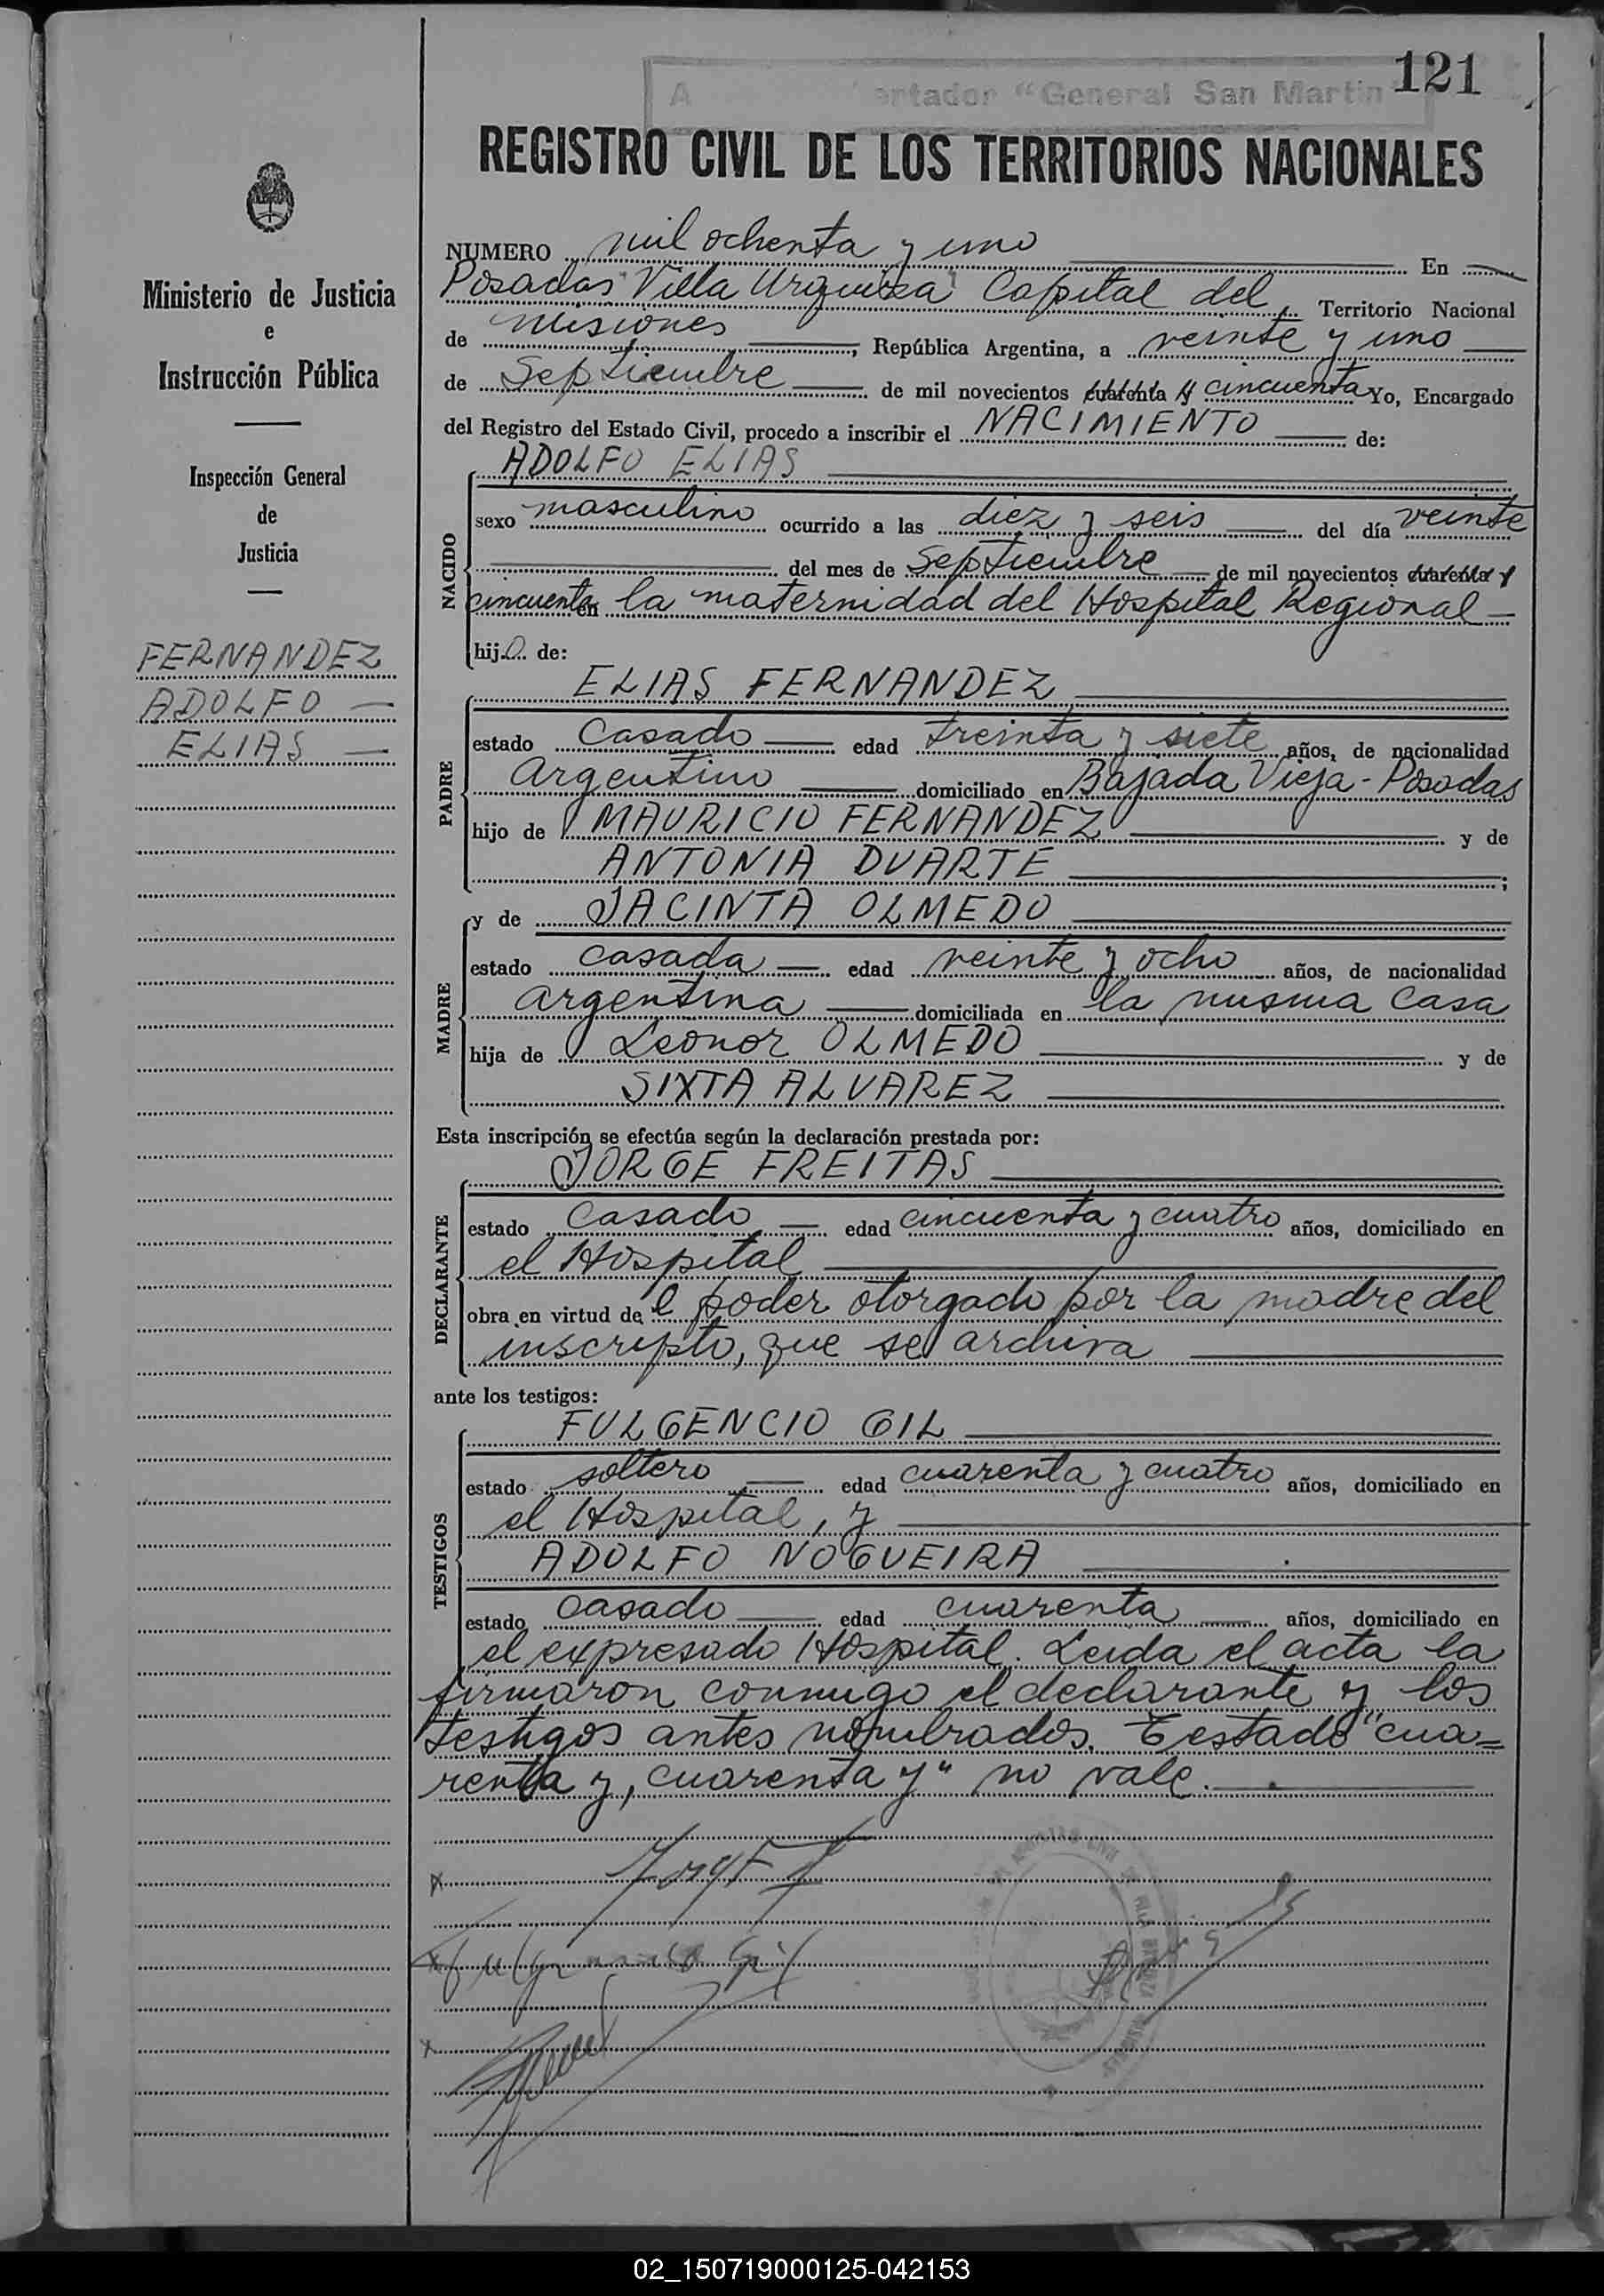 121
"General San Martin
REGISTRO CIVIL DE LOS TERRITORIOS NACIONALES
Ministerio de Justicia
e
Instrucción Pública
Inspección General
de
Justicia
FERNANDEZ
ADOLFO
ELIAS
NUMERO mil ochenta y uno En
Posadas "Villa Urquiza" Capital del Territorio Nacional
de Misiones, República Argentina, a veinte y uno
de Septiembre de mil novecientos cuarenta y cincuenta Yo, Encargado
del Registro del Estado Civil, procedo a inscribir el NACIMIENTO de:
ADOLFO ELIAS
NACIDO
sexo masculino ocurrido a las diez y seis del día veinte
del mes de Septiembre de mil novecientos cuarenta y
cincuenta en la maternidad del Hospital Regional
hijo de:
ELIAS FERNANDEZ
PADRE
estado casado edad treinta y siete años, de nacionalidad
argentino domiciliado en Bajada Vieja - Posadas
hijo de MAURICIO FERNANDEZ y de
ANTONIA DUARTE;
y de JACINTA OLMEDO
MADRE
estado casada edad veinte y ocho años, de nacionalidad
argentina domiciliada en la misma casa
hija de Leonor OLMEDO y de
SIXTA ALVAREZ
Esta inscripción se efectúa según la declaración prestada por:
JORGE FREITAS
DECLARANTE
estado casado edad cincuenta y cuatro años, domiciliado en
el Hospital
obra en virtud del poder otorgado por la madre del
inscripto, que se archiva
ante los testigos:
FULGENCIO GIL
TESTIGOS
estado soltero edad cuarenta y cuatro años, domiciliado en
el Hospital, y
ADOLFO NOGUEIRA
estado casado edad cuarenta años, domiciliado en
el expresado Hospital. Leida el acta la
firmaron conmigo el declarante y los
testigos antes nombrados. Testado "cua=
renta y, cuarenta y" no vale.
Gil
02_150719000125-042153